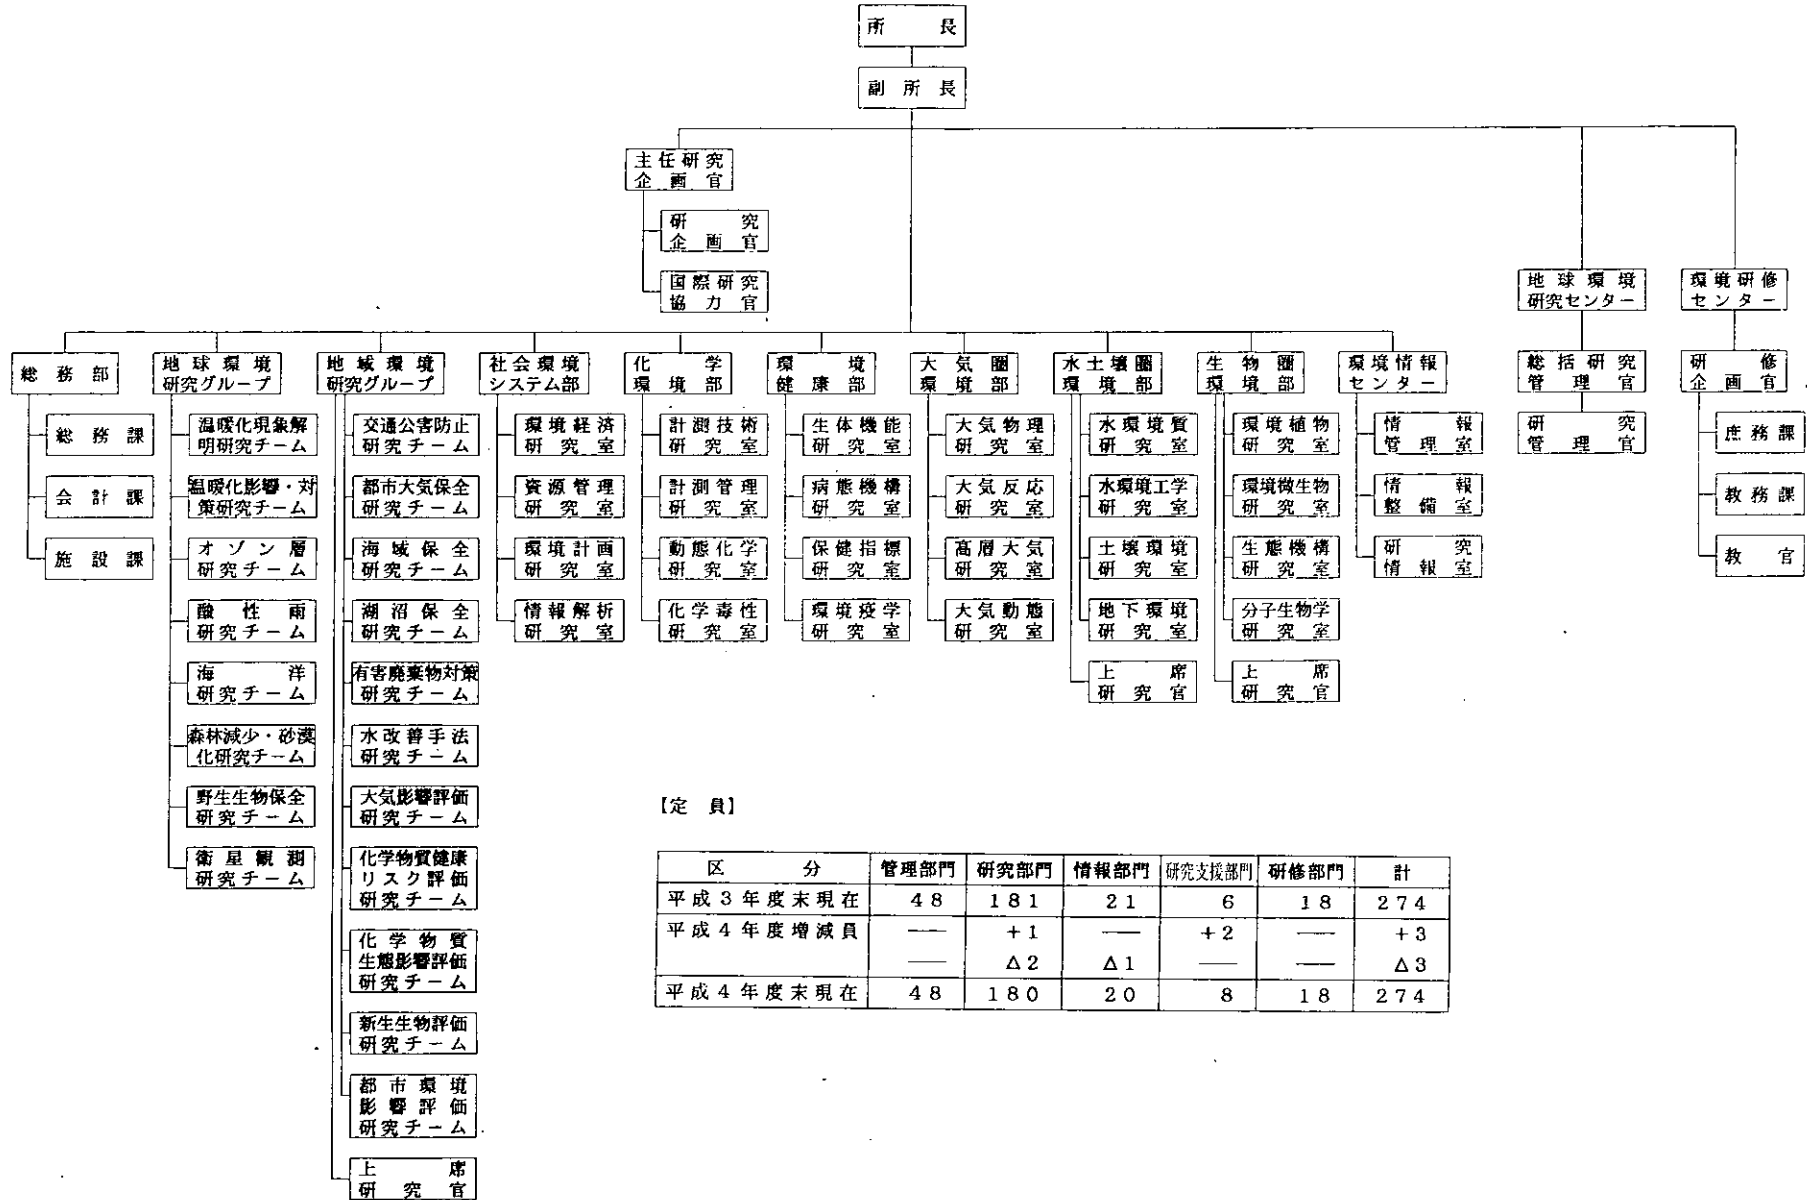 所長
副所長
主任研究
企画官
研究
企画官
国際研究
協力官
地球環境
研究センター
環境研修
センター
総括研究
管理官
研究
管理官
研修
企画官
庶務課
教務課
教官
総務部
総務課
会計課
施設課
地球環境
研究グループ
温暖化現象解
明研究チーム
温暖化影響・対
策研究チーム
オゾン層
研究チーム
酸性雨
研究チーム
海洋
研究チーム
森林減少・砂漠
化研究チーム
野生生物保全
研究チーム
衛星観測
研究チーム
地域環境
研究グループ
交通公害防止
研究チーム
都市大気保全
研究チーム
海域保全
研究チーム
湖沼保全
研究チーム
有害廃棄物対策
研究チーム
水改善手法
研究チーム
大気影響評価
研究チーム
化学物質健康
リスク評価
研究チーム
化学物質
生態影響評価
研究チーム
新生生物評価
研究チーム
都市環境
影響評価
研究チーム
上席
研究官
社会環境
システム部
環境経済
研究室
資源管理
研究室
環境計画
研究室
情報解析
研究室
化学
環境部
計測技術
研究室
計測管理
研究室
動態化学
研究室
化学毒性
研究室
環境
健康部
生体機能
研究室
病態機構
研究室
保健指標
研究室
環境疫学
研究室
大気圏
環境部
大気物理
研究室
大気反応
研究室
高層大気
研究室
大気動態
研究室
水土壌圏
環境部
水環境質
研究室
水環境工学
研究室
土壌環境
研究室
地下環境
研究室
上席
研究官
生物圏
環境部
環境植物
研究室
環境微生物
研究室
生態機構
研究室
分子生物学
研究室
上席
研究官
環境情報
センター
情報
管理室
情報
整備室
研究
情報室
【定員】
区分 管理部門 研究部門 情報部門 研究支援部門 研修部門 計
平成3年度末現在 48 181 21 6 18 274
平成4年度増減員 ― +1 ― +2 ― +3
― Δ2 Δ1 ― ― Δ3
平成4年度末現在 48 180 20 8 18 274